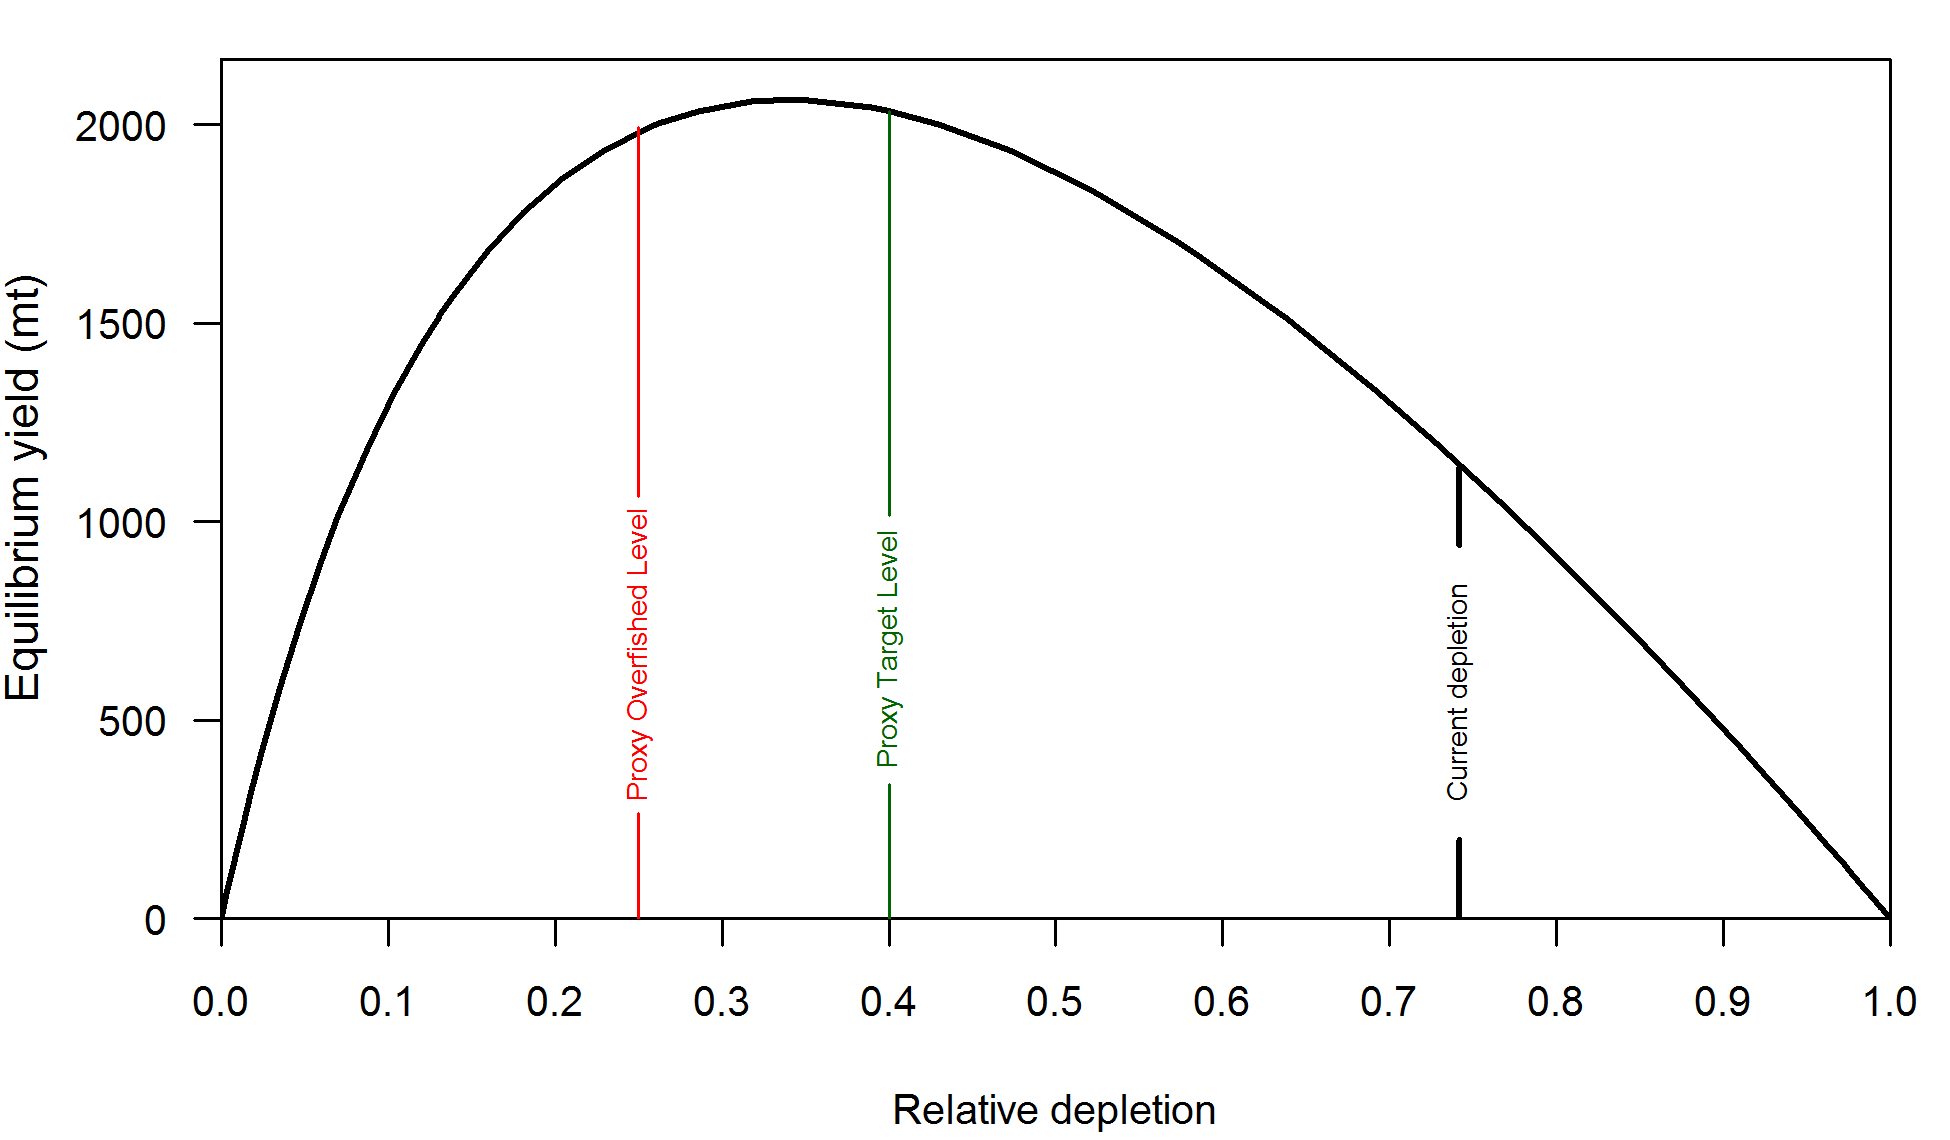 Equilibrium yield (mt)
2000
1500
1000
500
0
Proxy Overfished Level
Proxy Target Level
Current depletion
0.0 0.1 0.2 0.3 0.4 0.5 0.6 0.7 0.8 0.9 1.0
Relative depletion